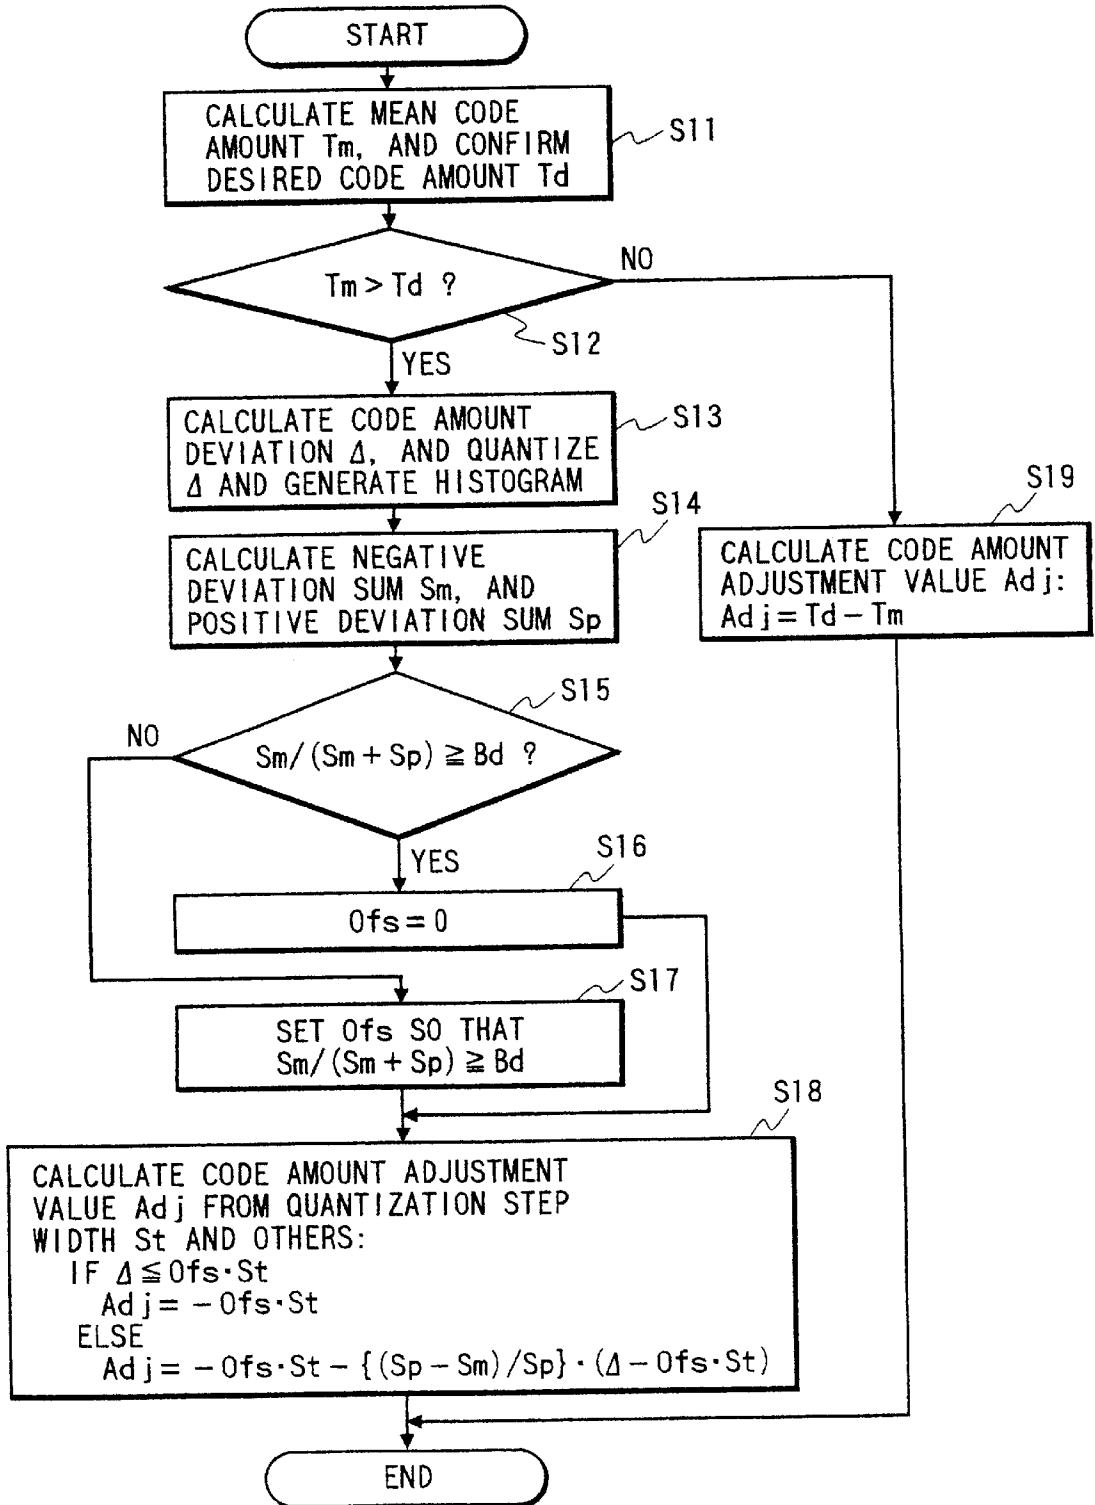 START
CALCULATE MEAN CODE
AMOUNT Tm, AND CONFIRM
DESIRED CODE AMOUNT Td
S11
Tm > Td ?
NO
S12
YES
CALCULATE CODE AMOUNT
DEVIATION Δ, AND QUANTIZE
Δ AND GENERATE HISTOGRAM
S13
S14
CALCULATE NEGATIVE
DEVIATION SUM Sm, AND
POSITIVE DEVIATION SUM Sp
S19
CALCULATE CODE AMOUNT
ADJUSTMENT VALUE Adj:
Adj = Td − Tm
S15
NO
Sm/(Sm + Sp) ≧ Bd ?
YES
S16
Ofs = 0
S17
SET Ofs SO THAT
Sm/(Sm + Sp) ≧ Bd
S18
CALCULATE CODE AMOUNT ADJUSTMENT
VALUE Adj FROM QUANTIZATION STEP
WIDTH St AND OTHERS:
IF Δ ≦ Ofs·St
Adj = − Ofs·St
ELSE
Adj = − Ofs·St − {(Sp − Sm)/Sp}·(Δ − Ofs·St)
END